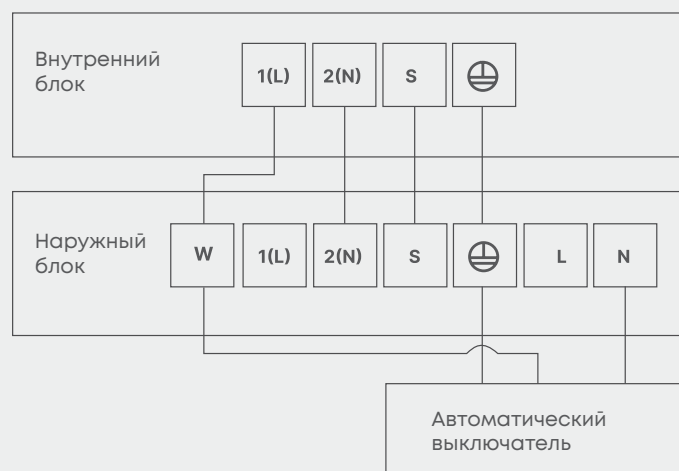 Внутренний
блок
1(L) 2(N) S
Наружный
блок
W 1(L) 2(N) S L N
Автоматический
выключатель